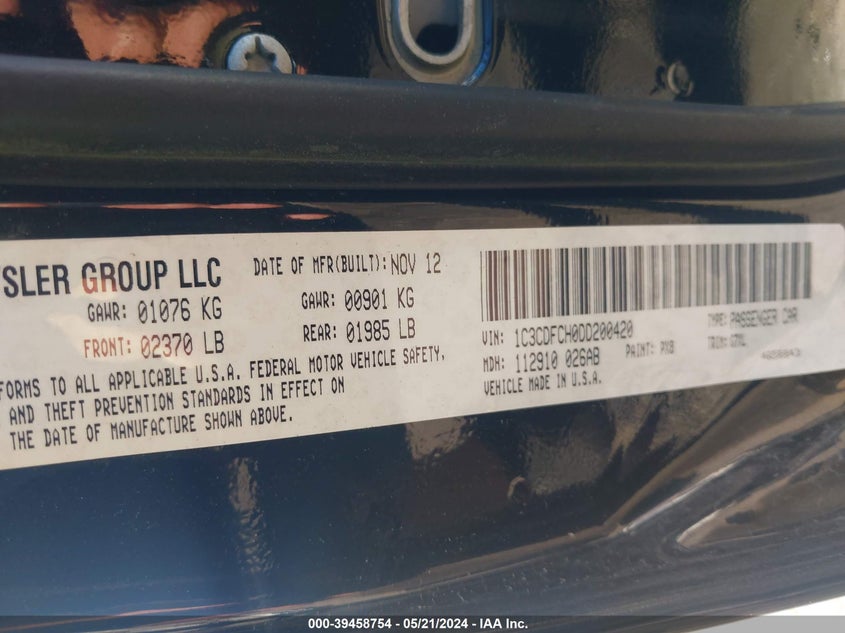 SLER GROUP LLC
DATE OF MFR(BUILT): NOV 12
GAWR: 01076 KG
GAWR: 00901 KG
FRONT: 02370 LB
REAR: 01985 LB
FORMS TO ALL APPLICABLE U.S.A. FEDERAL MOTOR VEHICLE SAFETY,
AND THEFT PREVENTION STANDARDS IN EFFECT ON
THE DATE OF MANUFACTURE SHOWN ABOVE.
VIN: 1C3CDFCH0DD200420
TYPE: PASSENGER CAR
MDH: 112910 026AB
PAINT: PX8
TRIM:
VEHICLE MADE IN U.S.A.
000-39458754 — 05/21/2024 — IAA Inc.